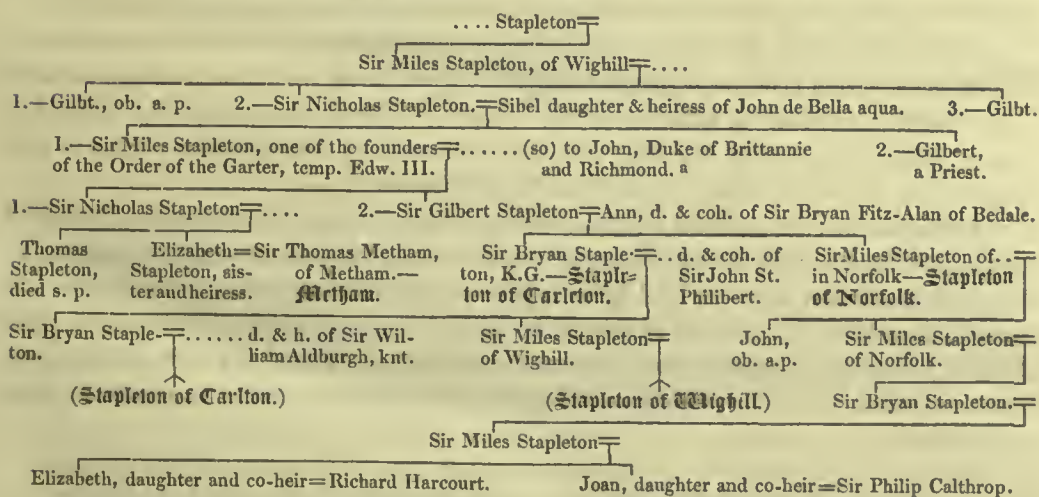 .... Stapleton
Sir Miles Stapleton, of Wighill ....
1.—Gilbt., ob. a. p. 2.—Sir Nicholas Stapleton. Sibel daughter & heiress of John de Bella aqua. 3.—Gilbt.
1.—Sir Miles Stapleton, one of the founders ...... (so) to John, Duke of Brittannie
of the Order of the Garter, temp. Edw. III. and Richmond. a
2.—Gilbert,
a Priest.
1.—Sir Nicholas Stapleton .... 2.—Sir Gilbert Stapleton Ann, d. & coh. of Sir Bryan Fitz-Alan of Bedale.
Thomas
Stapleton,
died s. p.
Elizabeth = Sir Thomas Metham,
Stapleton, sis- of Metham.—
ter and heiress. Metham.
Sir Bryan Staple- .. d. & coh. of
ton, K.G.—Staple- Sir John St.
ton of Carleton. Philibert.
Sir Miles Stapleton of ..
in Norfolk—Stapleton
of Norfolk.
Sir Bryan Staple- ...... d. & h. of Sir Wil-
ton. liam Aldburgh, knt.
Sir Miles Stapleton
of Wighill.
John,
ob. a.p.
Sir Miles Stapleton
of Norfolk.
(Stapleton of Carlton.) (Stapleton of Wighill.) Sir Bryan Stapleton.
Sir Miles Stapleton
Elizabeth, daughter and co-heir = Richard Harcourt. Joan, daughter and co-heir = Sir Philip Calthrop.